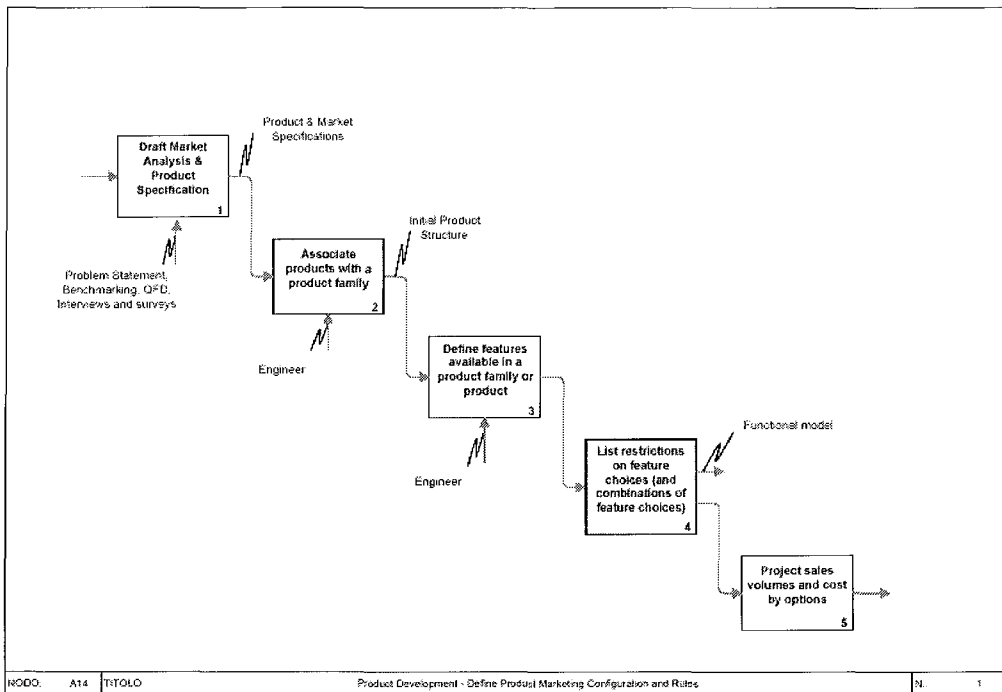 Product & Market
Specifications
Draft Market
Analysis &
Product
Specification
1
Problem Statement,
Benchmarking, QFD,
Interviews and surveys
Initial Product
Structure
Associate
products with a
product family
2
Engineer
Define features
available in a
product family or
product
3
Engineer
Functional model
List restrictions
on feature
choices (and
combinations of
feature choices)
4
Project sales
volumes and cost
by options
5
NODO: A14 TITOLO Product Development - Define Product Marketing Configuration and Rules N. 1